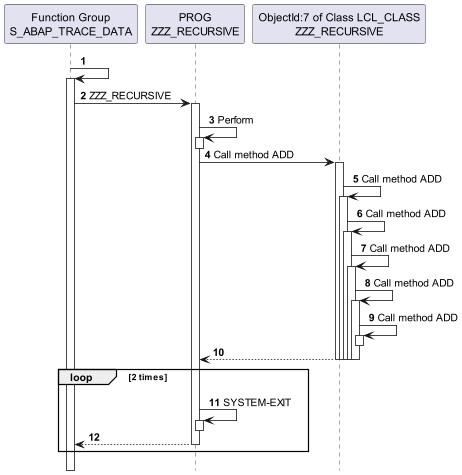 Function Group
S_ABAP_TRACE_DATA
PROG
ZZZ_RECURSIVE
ObjectId:7 of Class LCL_CLASS
ZZZ_RECURSIVE
1
2 ZZZ_RECURSIVE
3 Perform
4 Call method ADD
5 Call method ADD
6 Call method ADD
7 Call method ADD
8 Call method ADD
9 Call method ADD
10
loop [2 times]
11 SYSTEM-EXIT
12